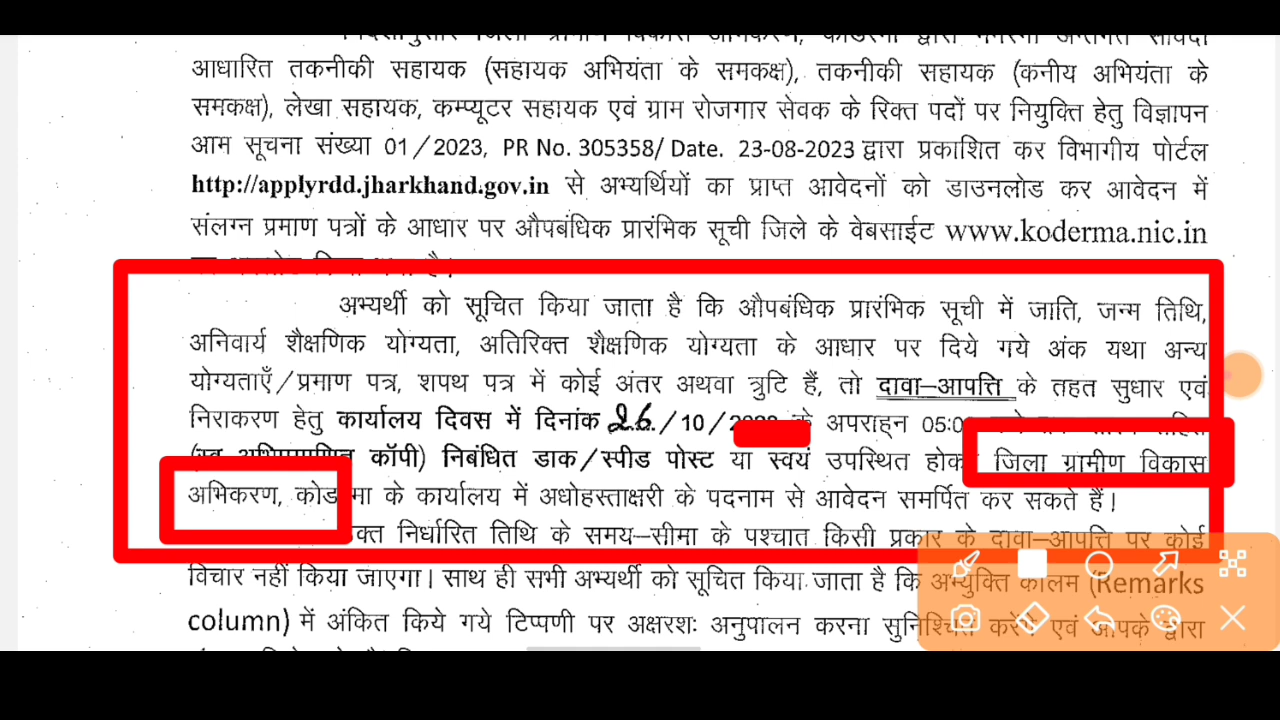 निर्देशानुसार जिला ग्रामीण विकास अभिकरण, कोडरमा द्वारा मनरेगा अन्तर्गत संविदा
आधारित तकनीकी सहायक (सहायक अभियंता के समकक्ष), तकनीकी सहायक (कनीय अभियंता के
समकक्ष), लेखा सहायक, कम्प्यूटर सहायक एवं ग्राम रोजगार सेवक के रिक्त पदों पर नियुक्ति हेतु विज्ञापन
आम सूचना संख्या 01/2023, PR No. 305358/ Date. 23-08-2023 द्वारा प्रकाशित कर विभागीय पोर्टल
http://applyrdd.jharkhand.gov.in से अभ्यर्थियों का प्राप्त आवेदनों को डाउनलोड कर आवेदन में
संलग्न प्रमाण पत्रों के आधार पर औपबंधिक प्रारंभिक सूची जिले के वेबसाईट www.koderma.nic.in
है।
अभ्यर्थी को सूचित किया जाता है कि औपबंधिक प्रारंभिक सूची में जाति, जन्म तिथि,
अनिवार्य शैक्षणिक योग्यता, अतिरिक्त शैक्षणिक योग्यता के आधार पर दिये गये अंक यथा अन्य
योग्यताएँ/प्रमाण पत्र, शपथ पत्र में कोई अंतर अथवा त्रुटि हैं, तो दावा–आपत्ति के तहत सुधार एवं
निराकरण हेतु कार्यालय दिवस में दिनांक 26/10/ के अपराह्न 05:0
कॉपी) निबंधित डाक/स्पीड पोस्ट या स्वयं उपस्थित होक जिला ग्रामीण विकास
अभिकरण, कोड मा के कार्यालय में अधोहस्ताक्षरी के पदनाम से आवेदन समर्पित कर सकते हैं।
क्त निर्धारित तिथि के समय–सीमा के पश्चात किसी प्रकार के दावा–आपत्ति पर कोई
विचार नहीं किया जाएगा। साथ ही सभी अभ्यर्थी को सूचित किया जाता है कि अभ्युक्ति कॉलम (Remarks
column) में अंकित किये गये टिप्पणी पर अक्षरशः अनुपालन करना सुनिश्चित करेंगे एवं आपके द्वारा